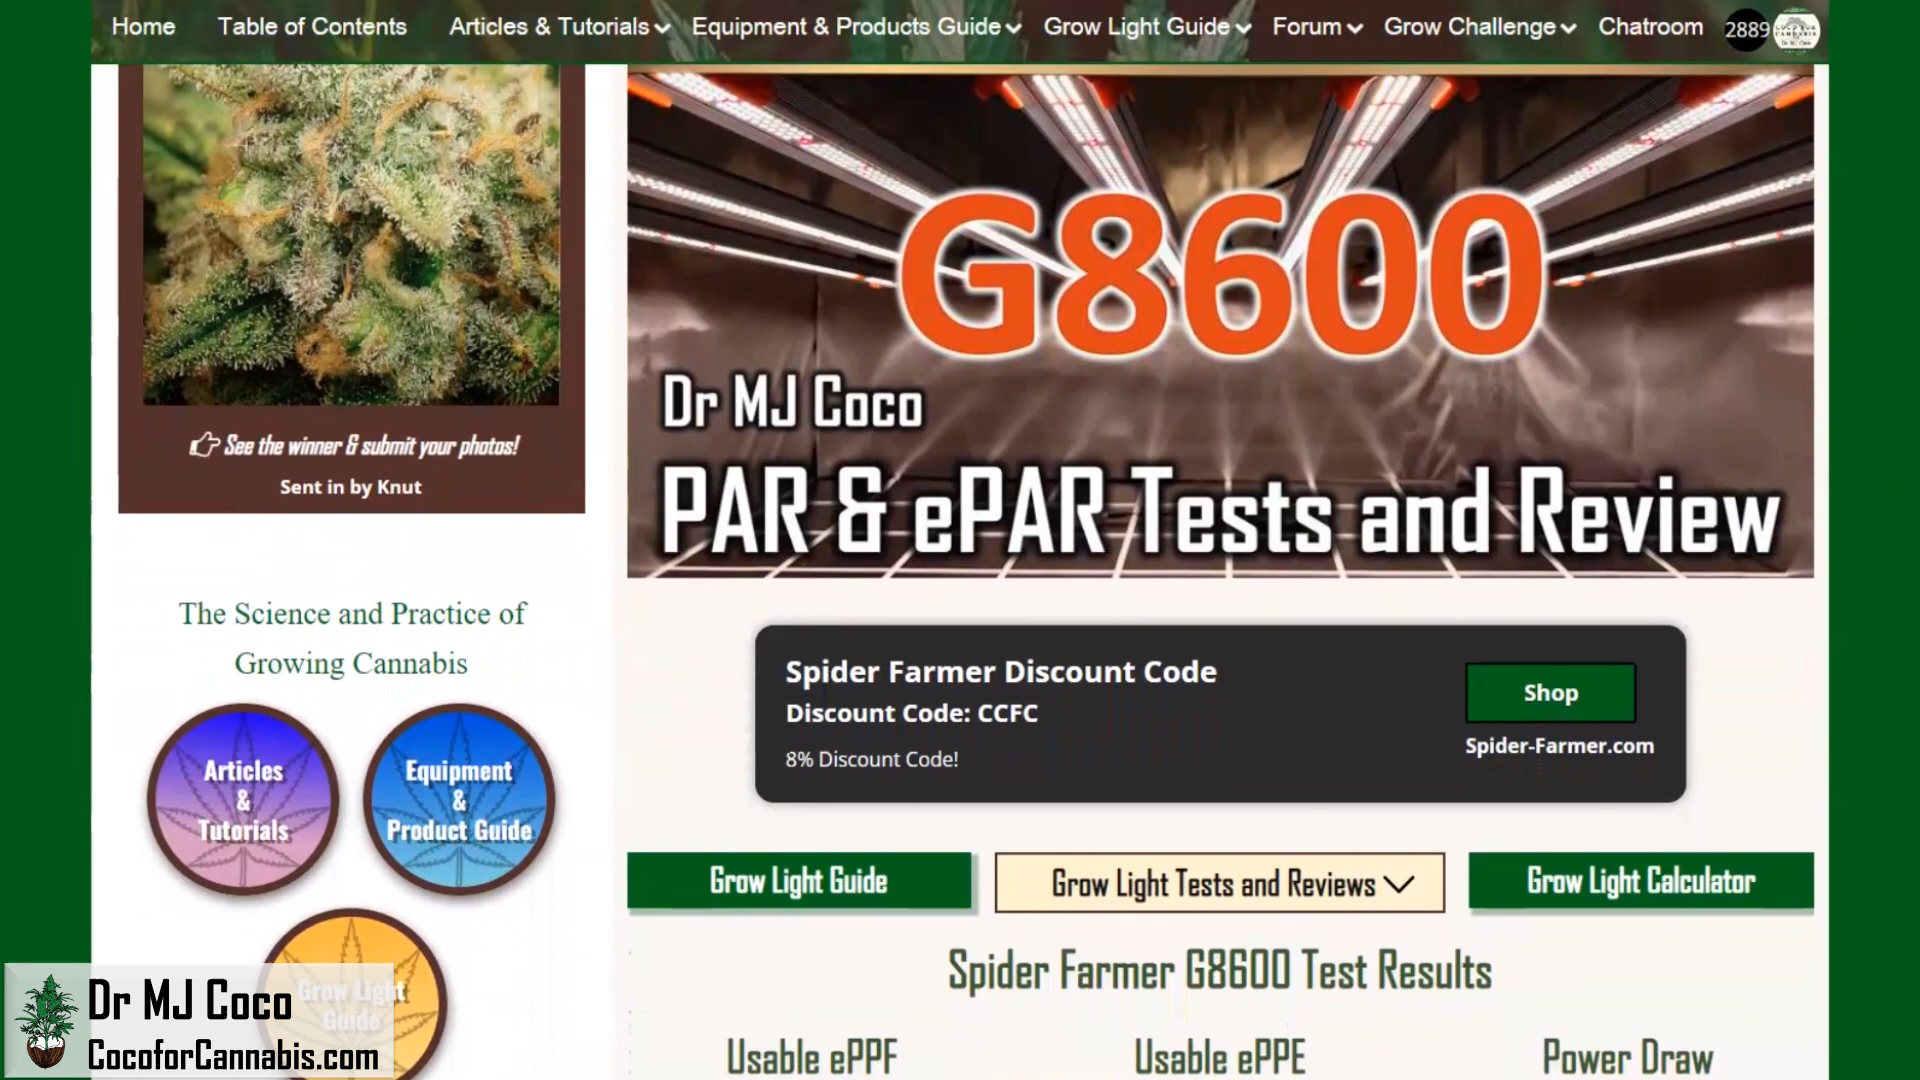 Home
Table of Contents
Articles & Tutorials
Equipment & Products Guide
Grow Light Guide
Forum
Grow Challenge
Chatroom
2889
See the winner & submit your photos!
Sent in by Knut
The Science and Practice of
Growing Cannabis
Articles
&
Tutorials
Equipment
&
Product Guide
Grow Light
Guide
G8600
Dr MJ Coco
PAR & ePAR Tests and Review
Spider Farmer Discount Code
Discount Code: CCFC
8% Discount Code!
Shop
Spider-Farmer.com
Grow Light Guide
Grow Light Tests and Reviews
Grow Light Calculator
Spider Farmer G8600 Test Results
Usable ePPF
Usable ePPE
Power Draw
Dr MJ Coco
CocoforCannabis.com